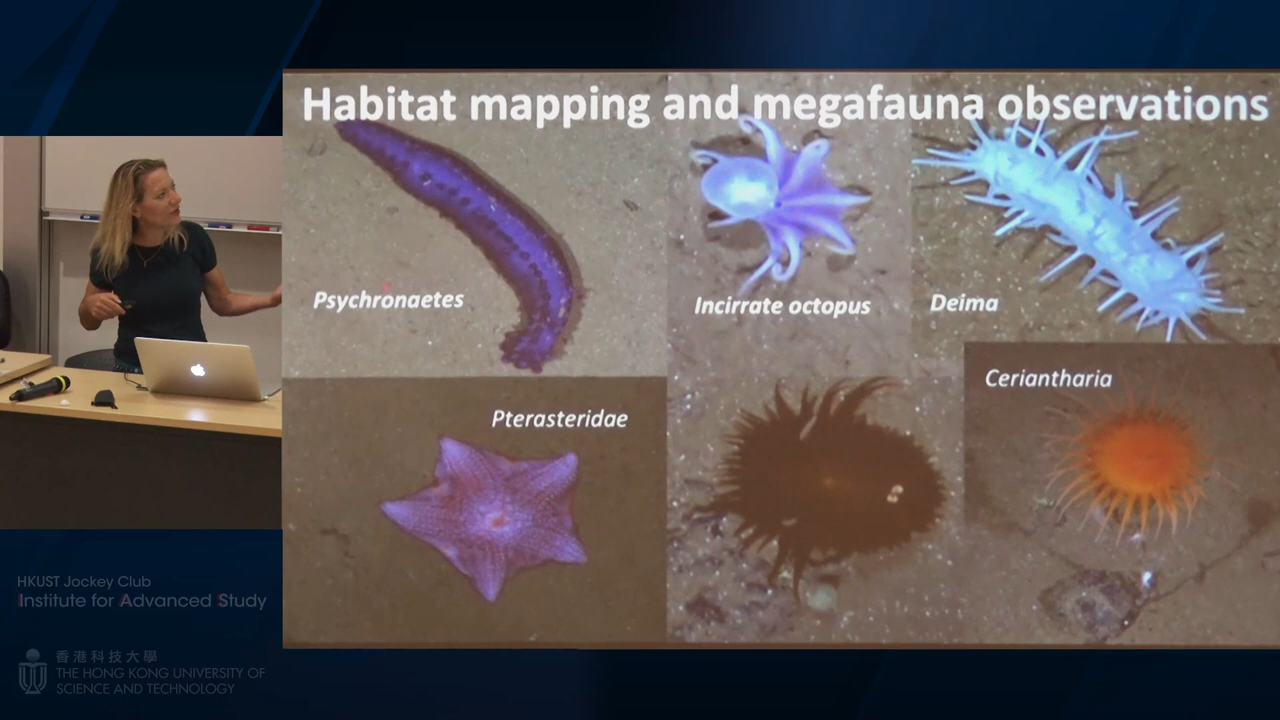 Habitat mapping and megafauna observations
Psychronaetes
Incirrate octopus
Deima
Pterasteridae
Ceriantharia
HKUST Jockey Club
Institute for Advanced Study
香港科技大學
THE HONG KONG UNIVERSITY OF
SCIENCE AND TECHNOLOGY